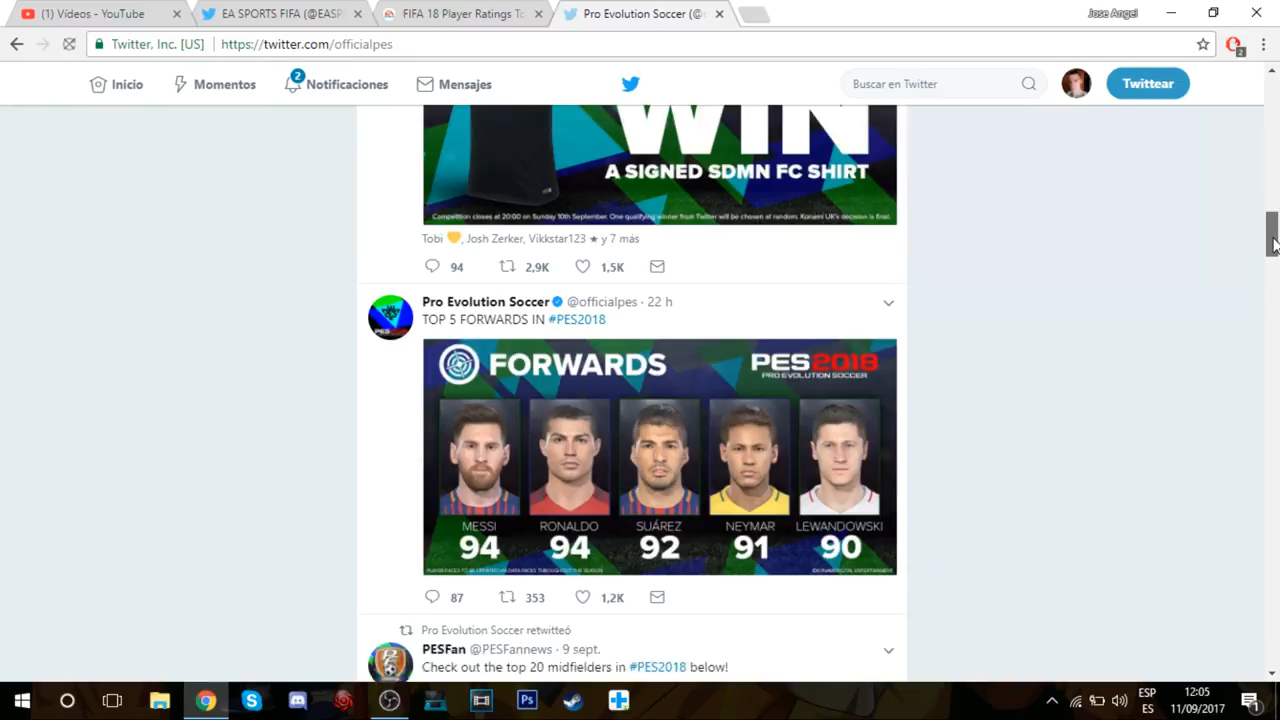 (1) Vídeos - YouTube
EA SPORTS FIFA (@EASP
FIFA 18 Player Ratings To
Pro Evolution Soccer (@o
Jose Angel
Twitter, Inc. [US]
https://twitter.com/officialpes
2
Inicio
Momentos
2
Notificaciones
Mensajes
Buscar en Twitter
Twittear
WIN
A SIGNED SDMN FC SHIRT
Competition closes at 20:00 on Sunday 10th September. One qualifying winner from Twitter will be chosen at random. Konami UK's decision is final.
Tobi 💛, Josh Zerker, Vikkstar123 ★ y 7 más
94 2,9K 1,5K
Pro Evolution Soccer @officialpes · 22 h
TOP 5 FORWARDS IN #PES2018
FORWARDS
PES2018
PRO EVOLUTION SOCCER
MESSI RONALDO SUÁREZ NEYMAR LEWANDOWSKI
94 94 92 91 90
87 353 1,2K
Pro Evolution Soccer retwitteó
PESFan @PESFannews · 9 sept.
Check out the top 20 midfielders in #PES2018 below!
Ps
ESP
ES
12:05
11/09/2017
1